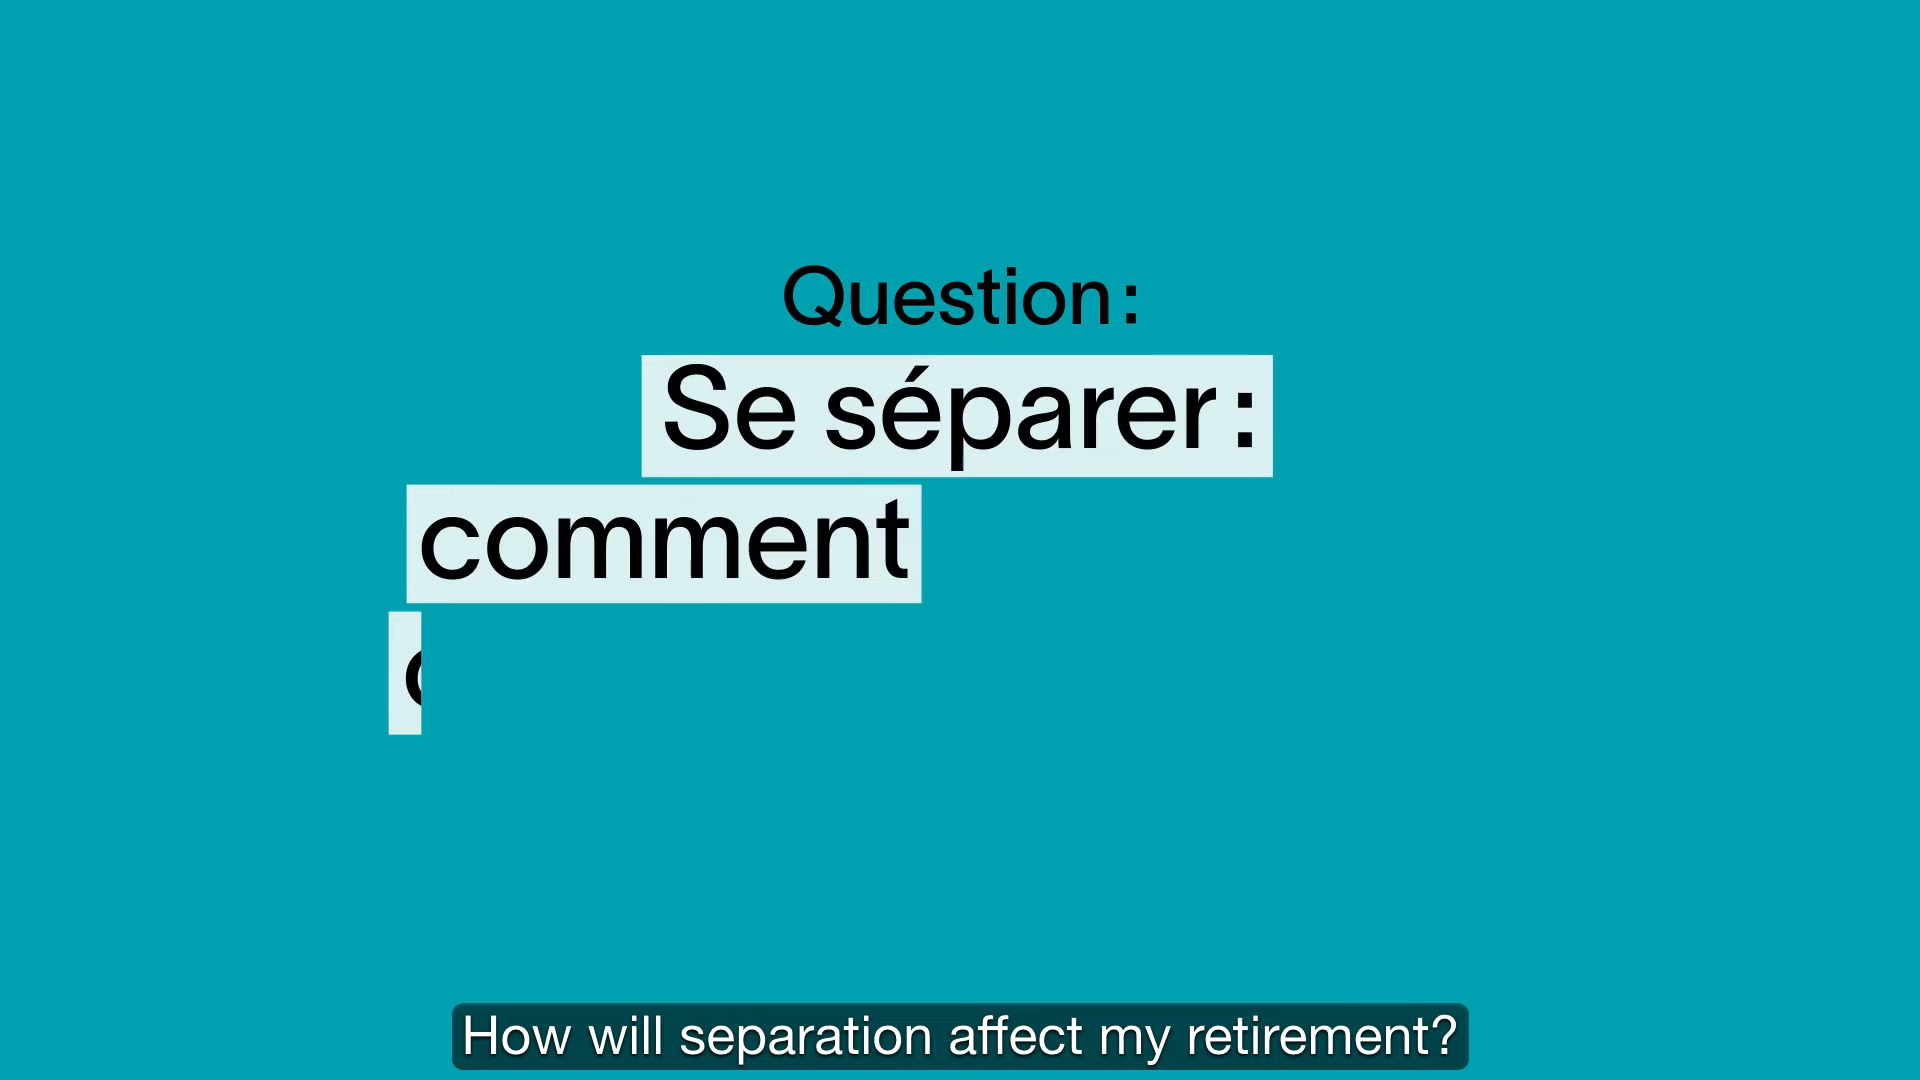 Question :
Se séparer :
comment
How will separation affect my retirement?